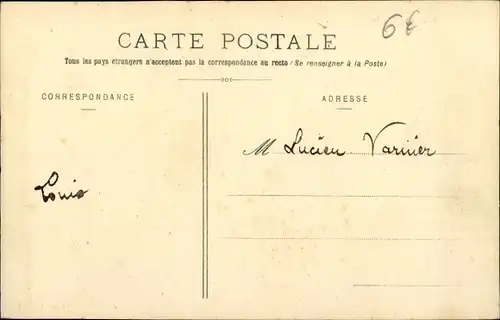 6€
CARTE POSTALE
Tous les pays étrangers n'acceptent pas la correspondance au recto (Se renseigner à la Poste)
CORRESPONDANCE
ADRESSE
M Lucien Varnier
Louis